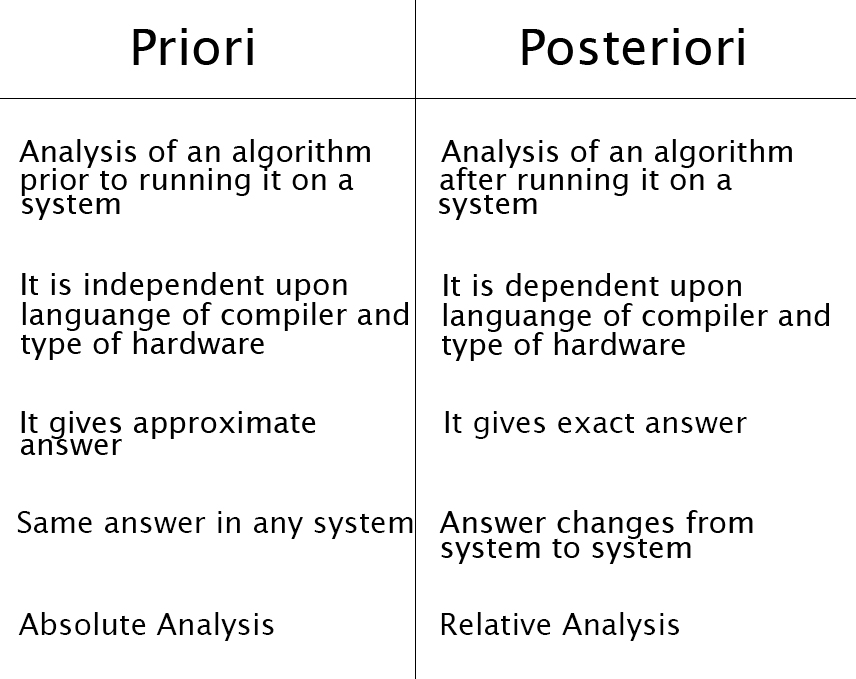 Priori
Posteriori
Analysis of an algorithm
prior to running it on a
system
Analysis of an algorithm
after running it on a
system
It is independent upon
languange of compiler and
type of hardware
It is dependent upon
languange of compiler and
type of hardware
It gives approximate
answer
It gives exact answer
Same answer in any system
Answer changes from
system to system
Absolute Analysis
Relative Analysis